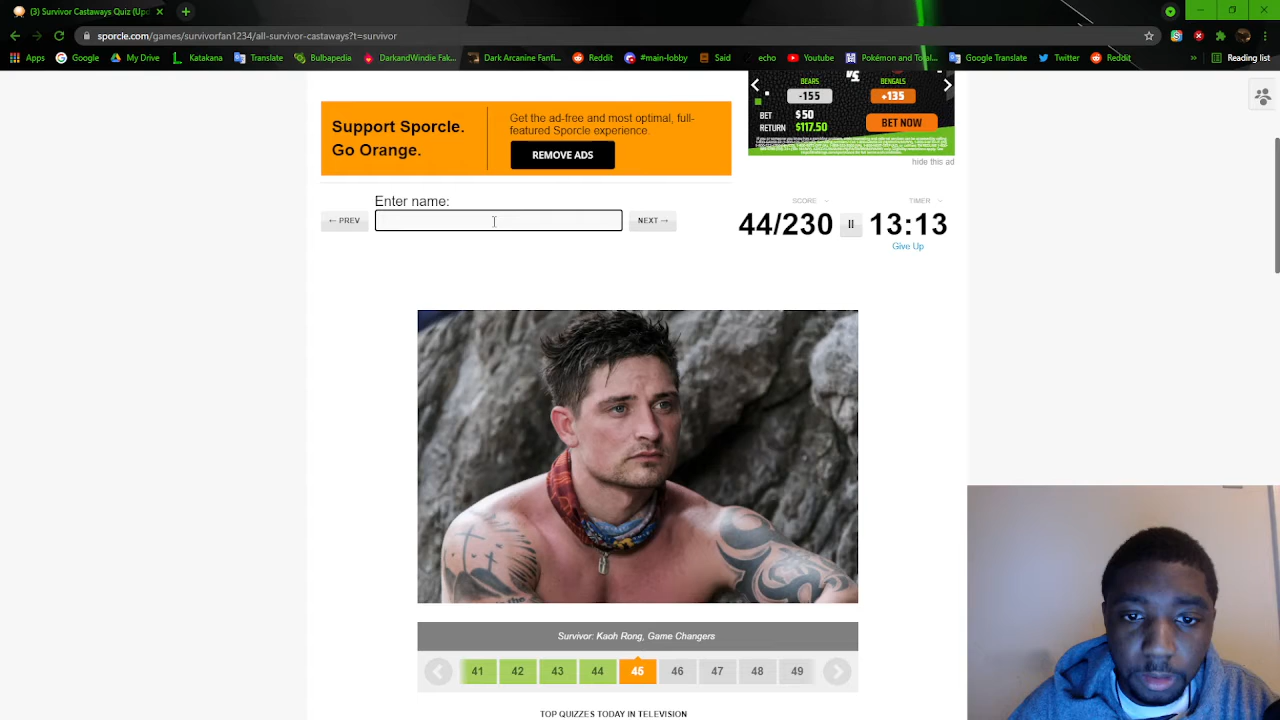 (3) Survivor Castaways Quiz (Up
sporcle.com/games/survivorfan1234/all-survivor-castaways?t=survivor
Apps
Google
My Drive
Katakana
Translate
Bulbapedia
DarkandWindie Fak...
Dark Arcanine Fanfi...
Reddit
#main-lobby
Said
echo
Youtube
Pokémon and Total...
Google Translate
Twitter
Reddit
Reading list
Support Sporcle.
Go Orange.
Get the ad-free and most optimal, full-
featured Sporcle experience.
REMOVE ADS
BEARS
VS
BENGALS
-155
+135
BET $50
RETURN $117.50
BET NOW
hide this ad
Enter name:
← PREV
NEXT →
SCORE
TIMER
44/230
13:13
Give Up
Survivor: Kaoh Rong, Game Changers
41 42 43 44 45 46 47 48 49
TOP QUIZZES TODAY IN TELEVISION